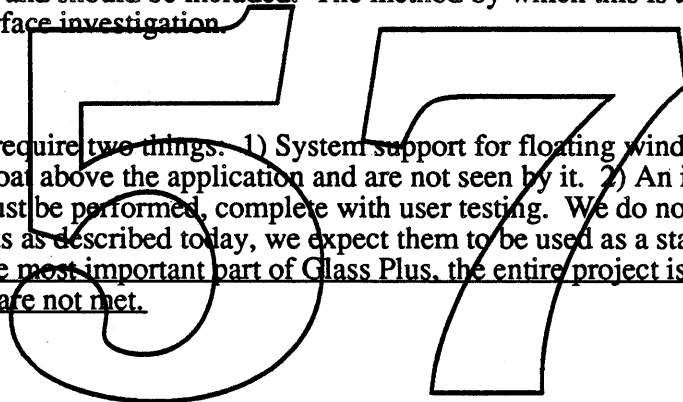 and should be included. The method by which this is
rface investigation.
require two things. 1) System support for floating wind
oat above the application and are not seen by it. 2) An i
ust be performed, complete with user testing. We do no
s as described today, we expect them to be used as a sta
e most important part of Glass Plus, the entire project is
are not met.
57